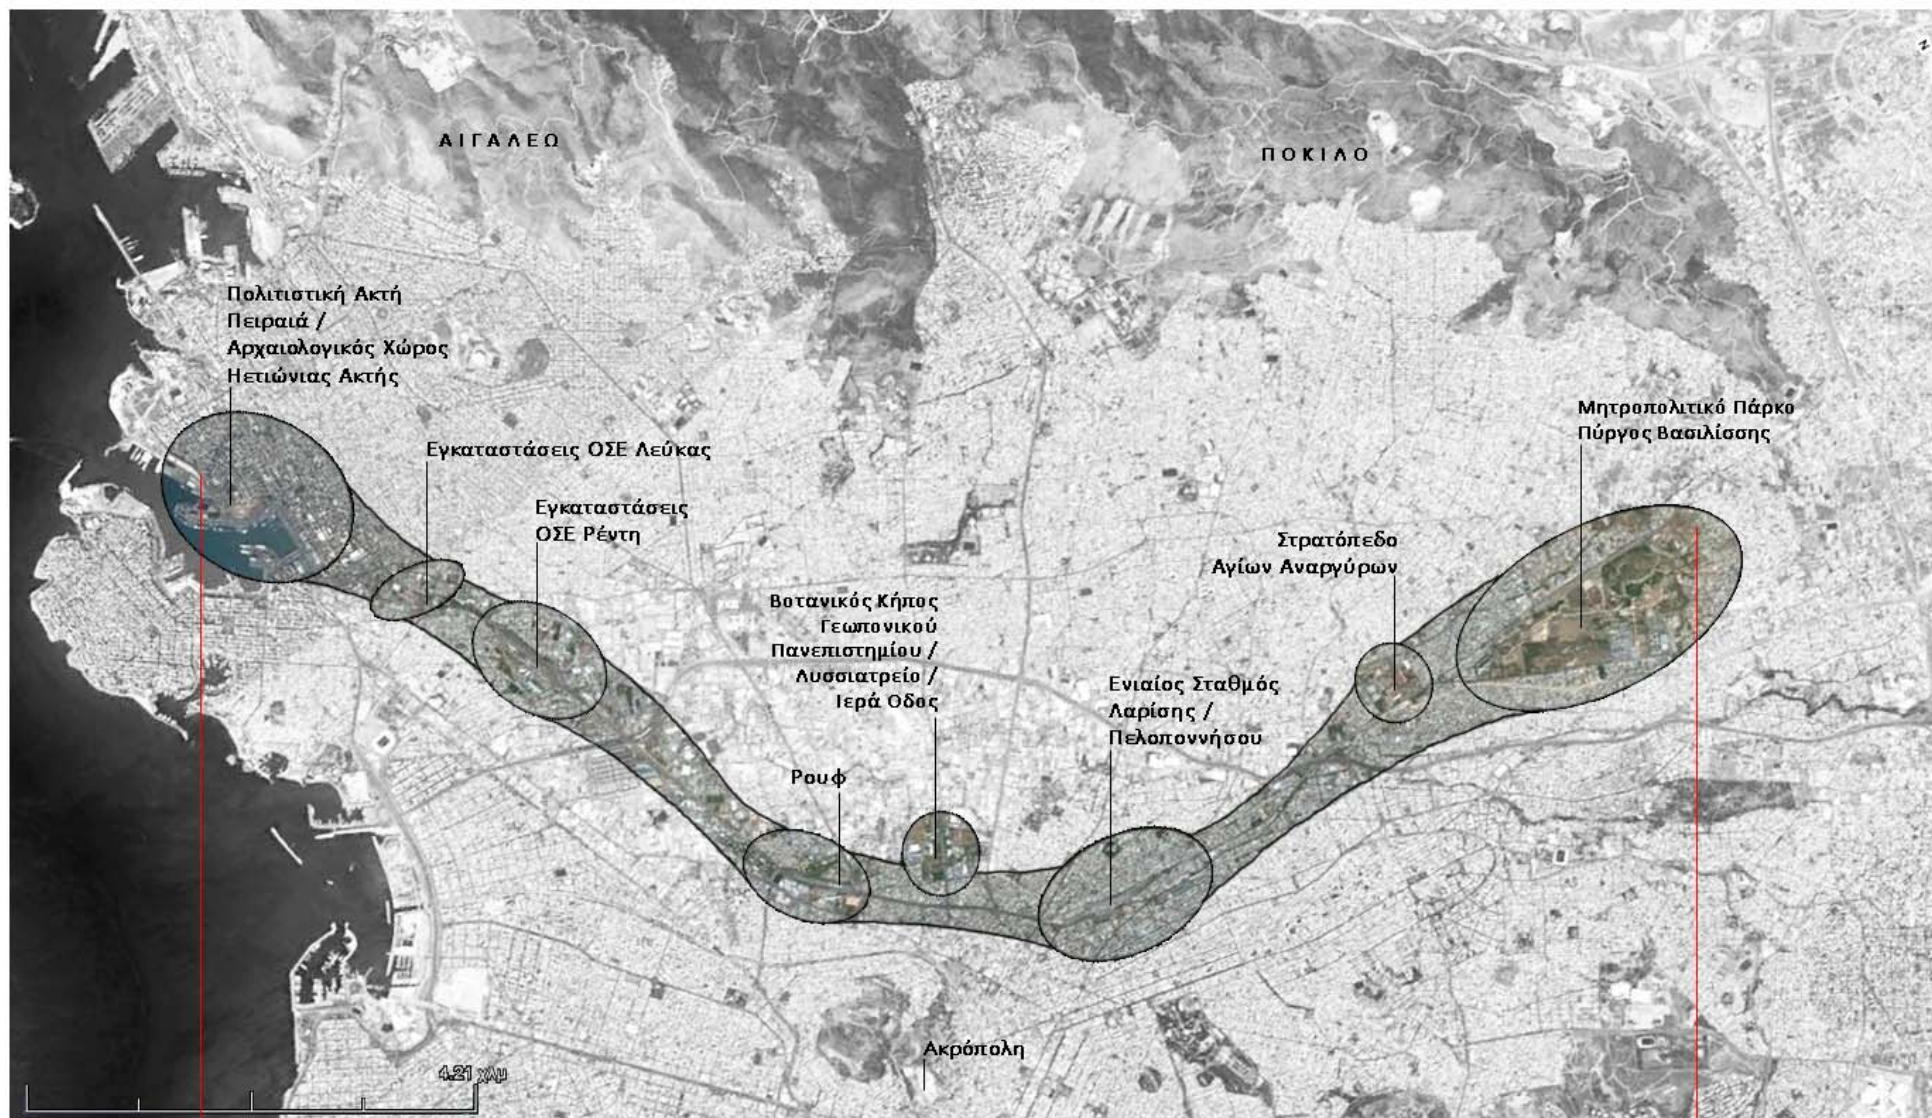 ΑΙΓΑΛΕΩ
ΠΟΚΙΛΟ
Πολιτιστική Ακτή
Πειραιά /
Αρχαιολογικός Χώρος
Ηετιώνιας Ακτής
Εγκαταστάσεις ΟΣΕ Λεύκας
Εγκαταστάσεις
ΟΣΕ Ρέντη
Ρουφ
Βοτανικός Κήπος
Γεωπονικού
Πανεπιστημίου /
Λυσσιατρείο /
Ιερά Οδος
Ενιαίος Σταθμός
Λαρίσης /
Πελοποννήσου
Στρατόπεδο
Αγίων Αναργύρων
Μητροπολιτικό Πάρκο
Πύργος Βασιλίσσης
Ακρόπολη
4.21 χλμ
z